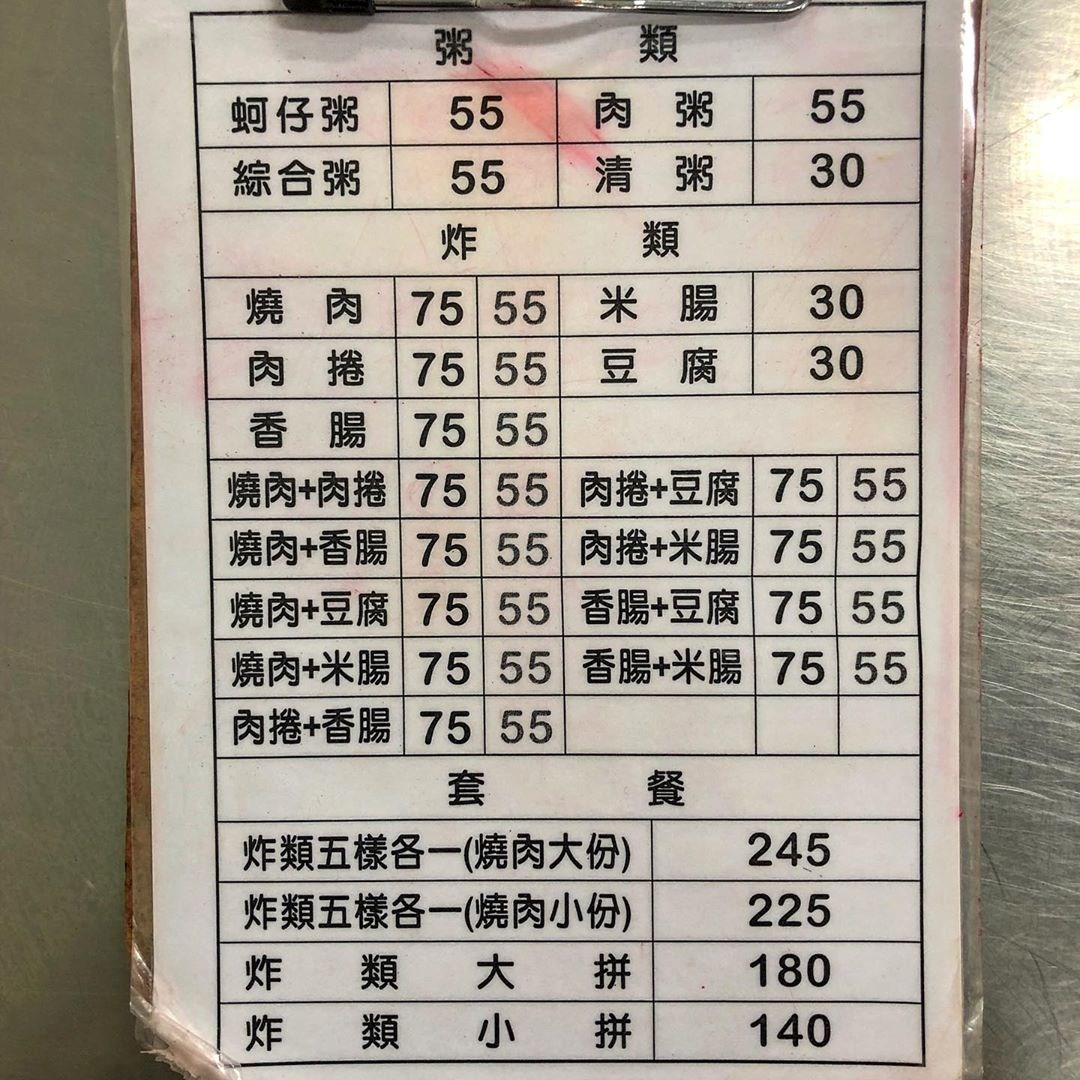 粥 類
蚵仔粥 55 肉粥 55
綜合粥 55 清粥 30
炸 類
燒肉 75 55 米腸 30
肉捲 75 55 豆腐 30
香腸 75 55
燒肉+肉捲 75 55 肉捲+豆腐 75 55
燒肉+香腸 75 55 肉捲+米腸 75 55
燒肉+豆腐 75 55 香腸+豆腐 75 55
燒肉+米腸 75 55 香腸+米腸 75 55
肉捲+香腸 75 55
套 餐
炸類五樣各一(燒肉大份) 245
炸類五樣各一(燒肉小份) 225
炸類大拼 180
炸類小拼 140